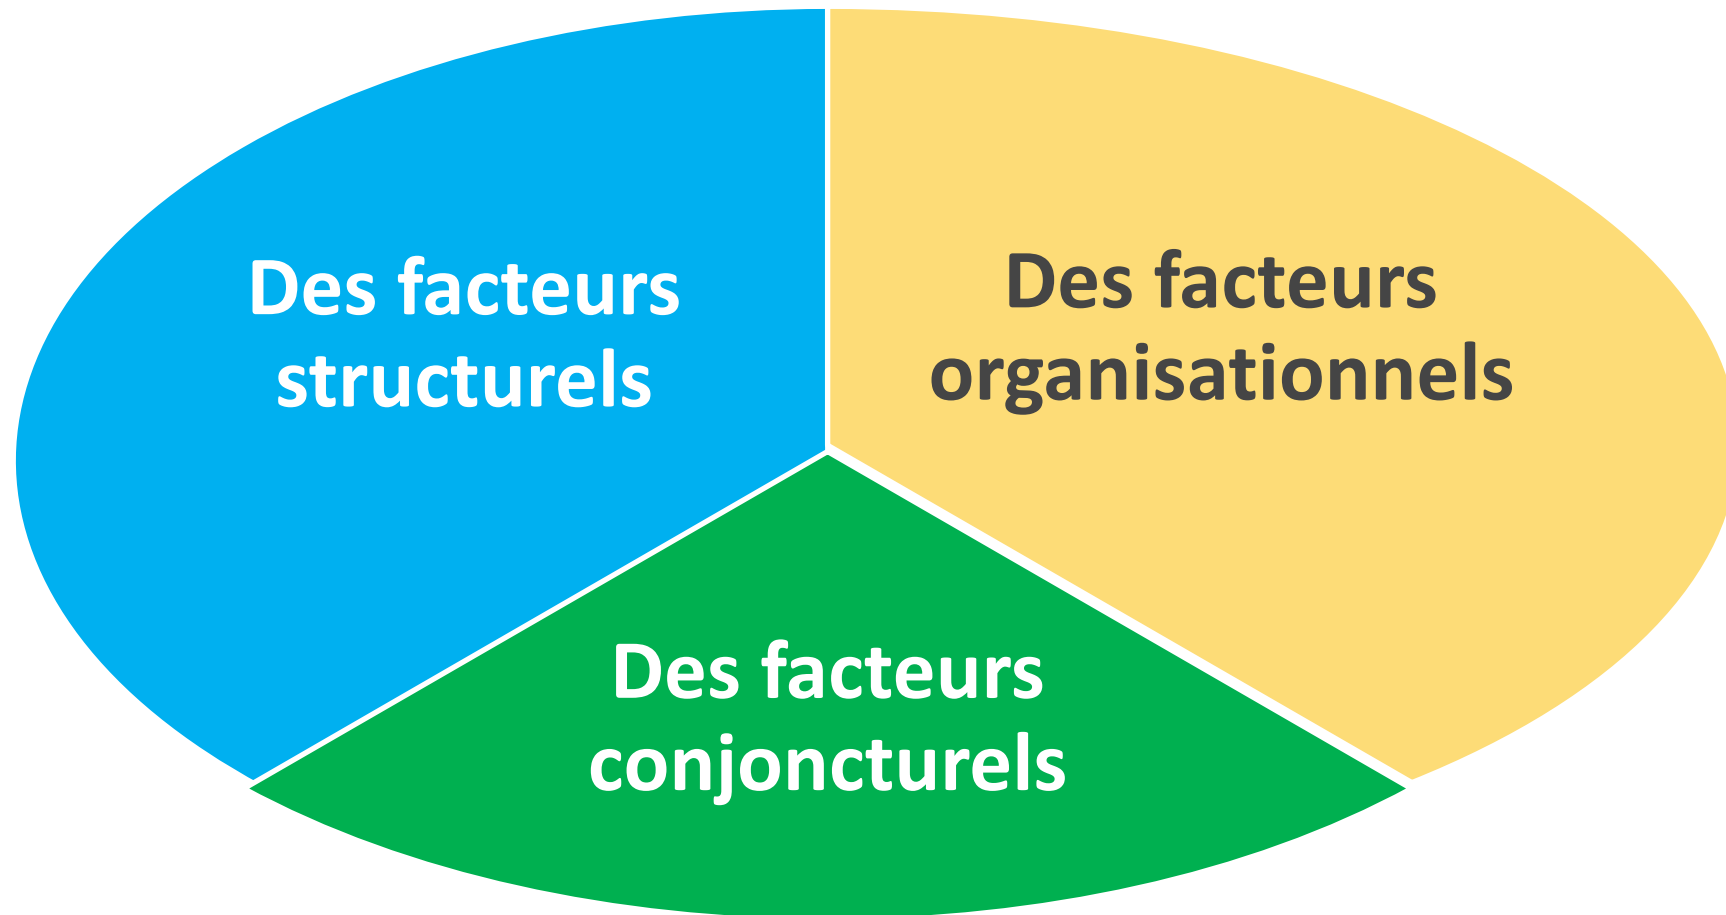 Des facteurs
structurels
Des facteurs
organisationnels
Des facteurs
conjoncturels